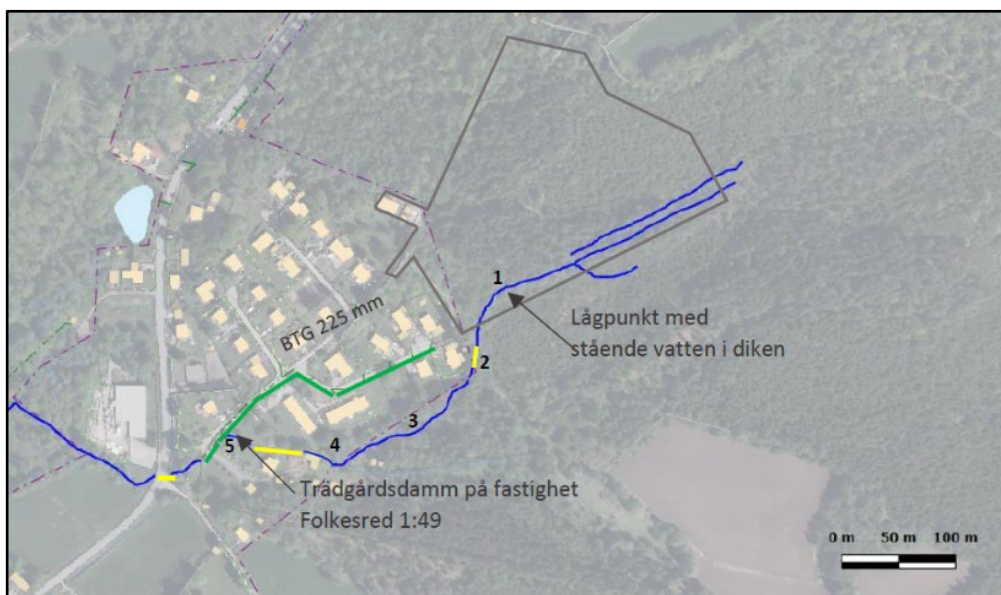 1
Lågpunkt med
stående vatten i diken
BTG 225 mm
2
3
4
5
Trädgårdsdamm på fastighet
Folkesred 1:49
0 m 50 m 100 m